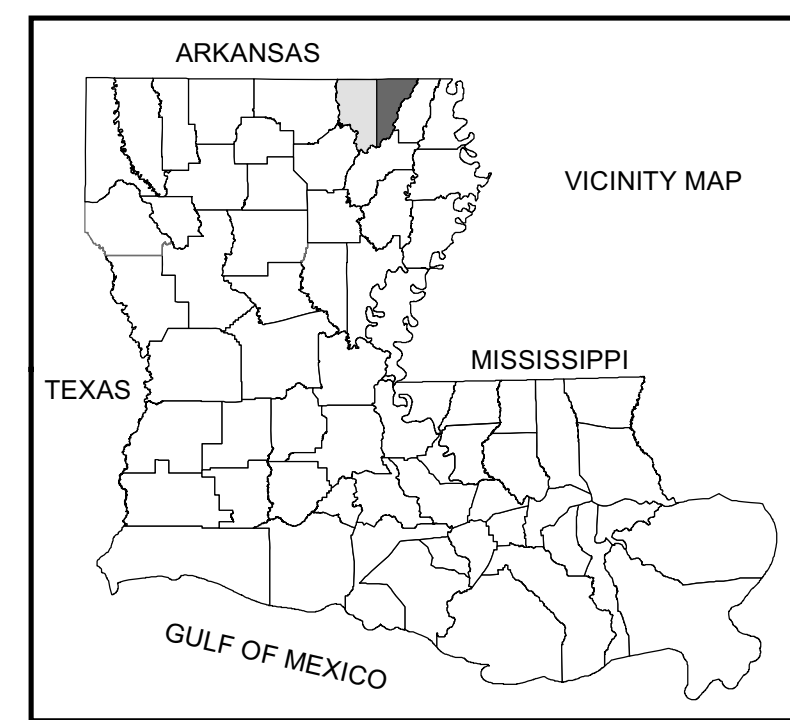 ARKANSAS
VICINITY MAP
MISSISSIPPI
TEXAS
GULF OF MEXICO